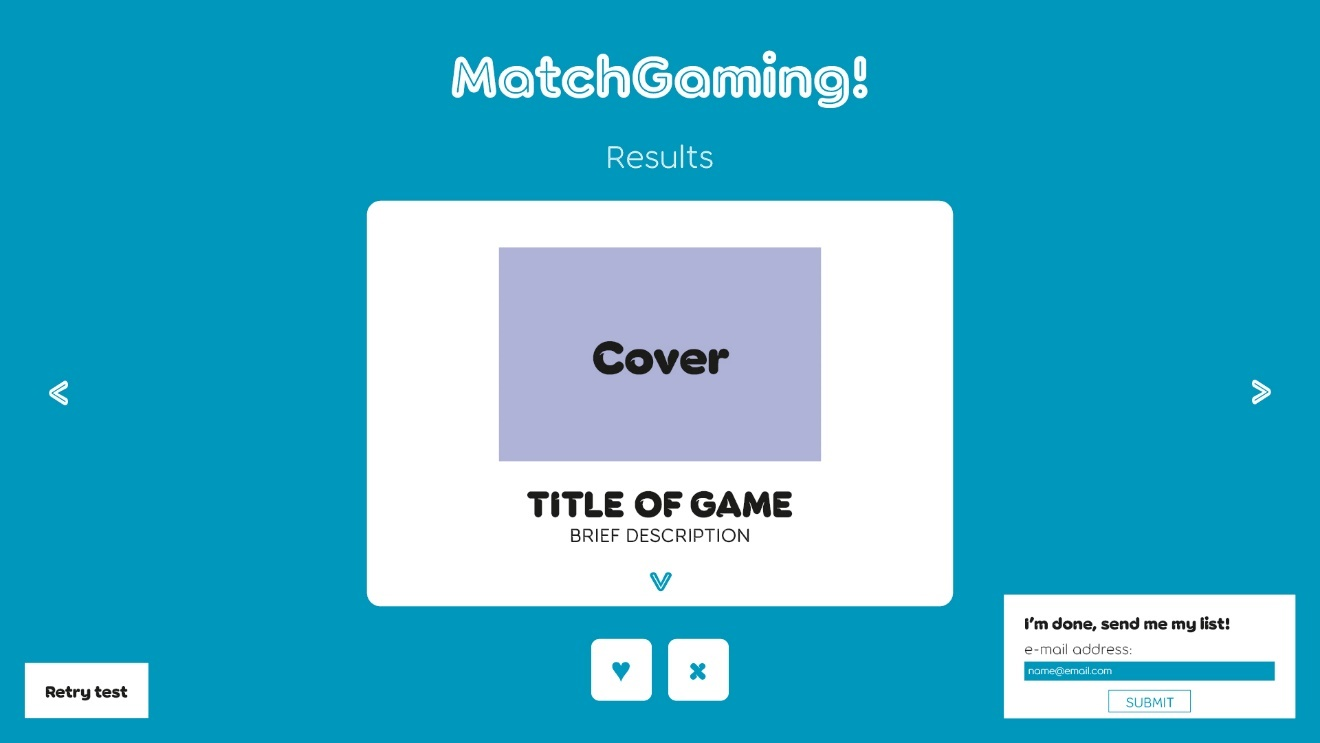 MatchGaming!
Results
Cover
TITLE OF GAME
BRIEF DESCRIPTION
I'm done, send me my list!
e-mail address:
name@email.com
SUBMIT
Retry test